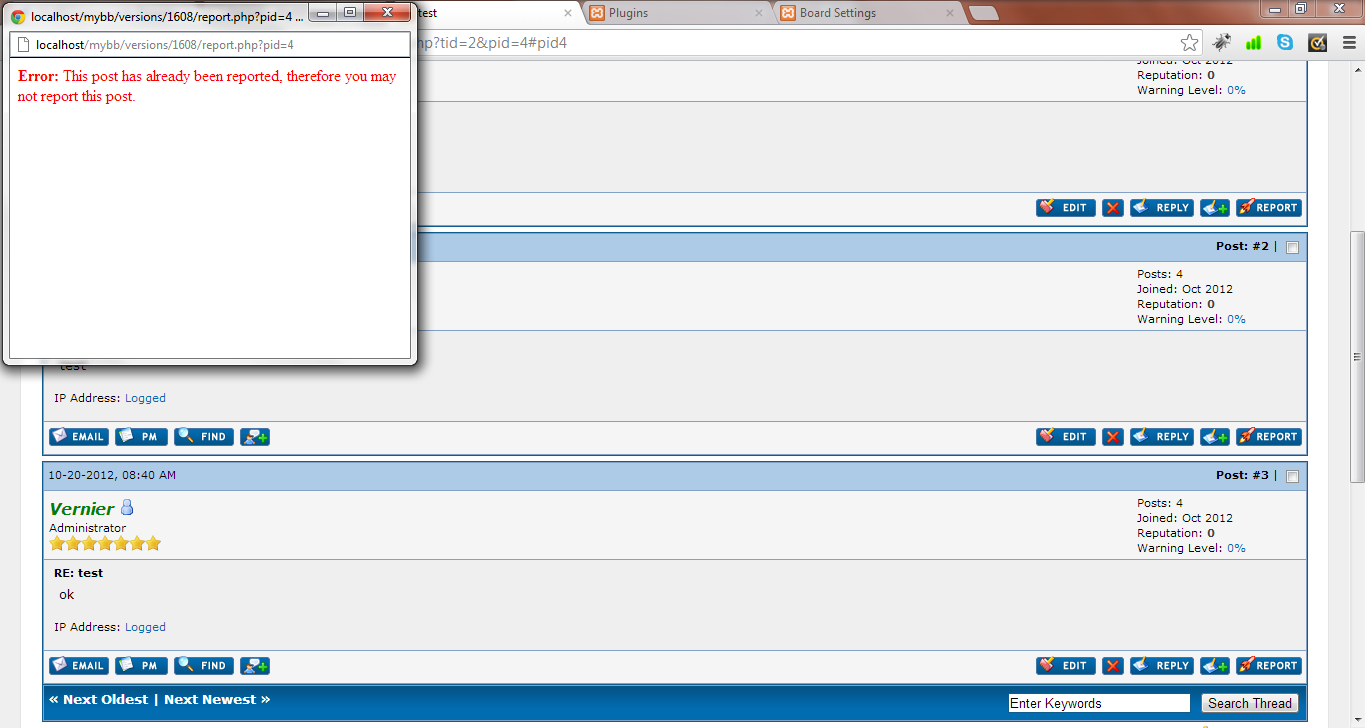 localhost/mybb/versions/1608/report.php?pid=4 ...
test
Plugins
Board Settings
localhost/mybb/versions/1608/report.php?pid=4
hp?tid=2&pid=4#pid4
Error: This post has already been reported, therefore you may
not report this post.
Joined: Oct 2012
Reputation: 0
Warning Level: 0%
EDIT
REPLY
REPORT
Post: #2 |
Posts: 4
Joined: Oct 2012
Reputation: 0
Warning Level: 0%
test
IP Address: Logged
EMAIL PM FIND
EDIT REPLY REPORT
10-20-2012, 08:40 AM
Post: #3 |
Vernier
Administrator
Posts: 4
Joined: Oct 2012
Reputation: 0
Warning Level: 0%
RE: test
ok
IP Address: Logged
EMAIL PM FIND
EDIT REPLY REPORT
« Next Oldest | Next Newest »
Enter Keywords
Search Thread